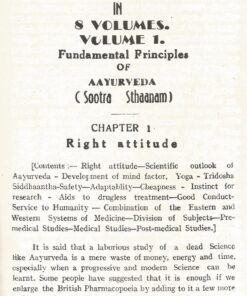 IN
8 VOLUMES.
VOLUME 1.
Fundamental Principles
OF
AAYURVEDA
( Sootra Sthaanam )
CHAPTER 1
Right attitude
[Contents :— Right attitude—Scientific outlook of
Aayurveda - Development of mind factor, Yoga - Tridosha
Siddhaantha-Safety—Adaptablity—Cheapness - Instinct for
research - Aids to drugless treatment—Good Conduct-
Service to Humanity — Combination of the Eastern and
Western Systems of Medicine—Division of Subjects—Pre-
medical Studies—Medical Studies—Post-medical Studies.]
It is said that a laborious study of a dead Science
like Aayurveda is a mere waste of money, energy and time,
especially when a progressive and modern Science can be
learnt. Some people have suggested that it is enough if we
enlarge the British Pharmacopoeia by adding to it a few more